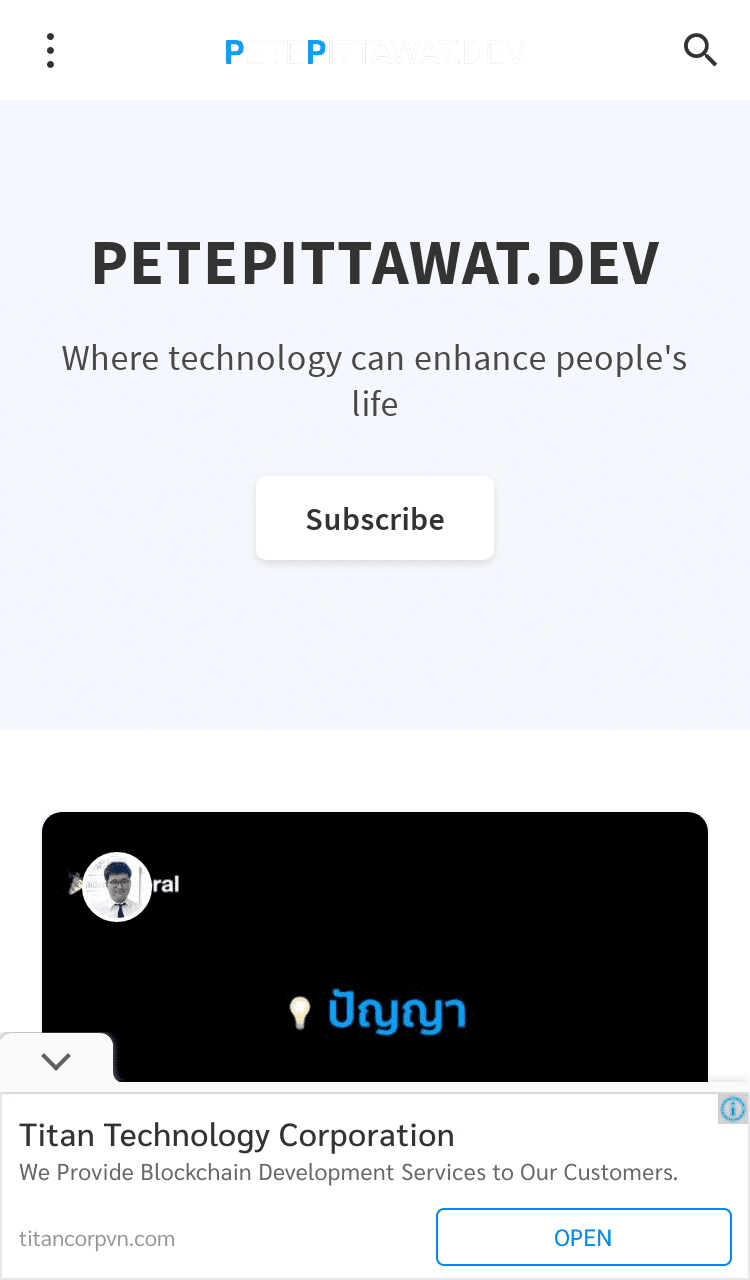 PETEPITTAWAT.DEV
PETEPITTAWAT.DEV
Where technology can enhance people's
life
Subscribe
ral
ปัญญา
Titan Technology Corporation
We Provide Blockchain Development Services to Our Customers.
titancorpvn.com
OPEN